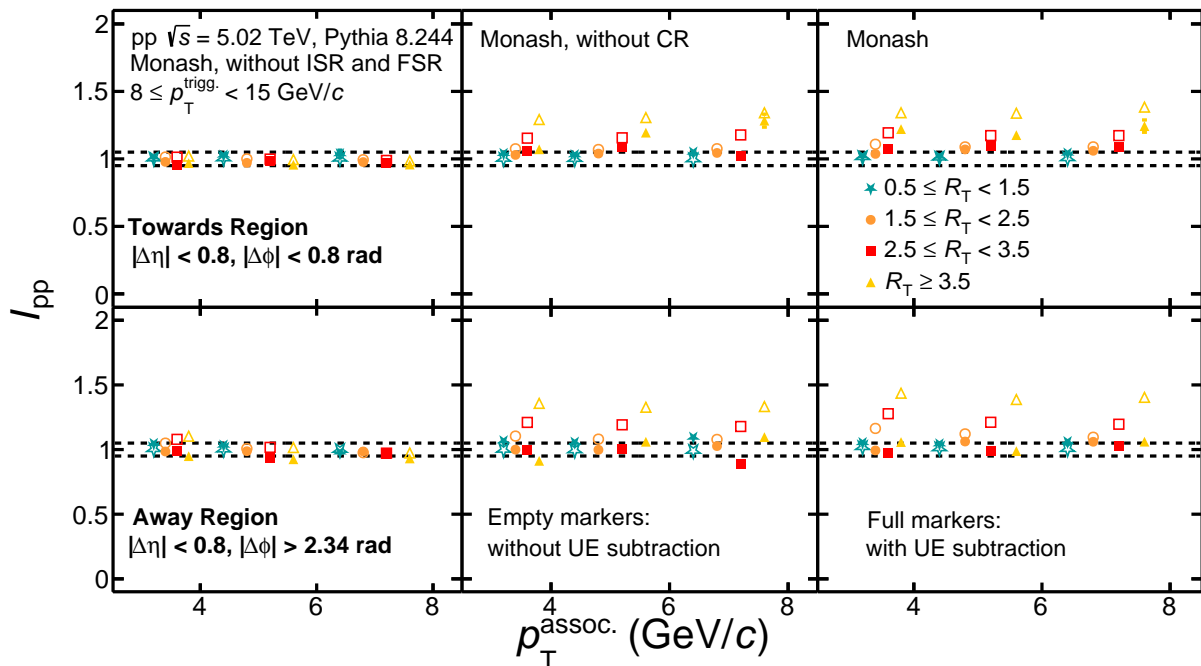 pp √s = 5.02 TeV, Pythia 8.244
Monash, without ISR and FSR
8 ≤ p_T^trigg. < 15 GeV/c
Monash, without CR
Monash
2
1.5
1
0.5
0
Towards Region
|Δη| < 0.8, |Δϕ| < 0.8 rad
0.5 ≤ R_T < 1.5
1.5 ≤ R_T < 2.5
2.5 ≤ R_T < 3.5
R_T ≥ 3.5
I_pp
2
1.5
1
0.5
0
Away Region
|Δη| < 0.8, |Δϕ| > 2.34 rad
Empty markers:
without UE subtraction
Full markers:
with UE subtraction
4 6 8 4 6 8 4 6 8
p_T^assoc. (GeV/c)